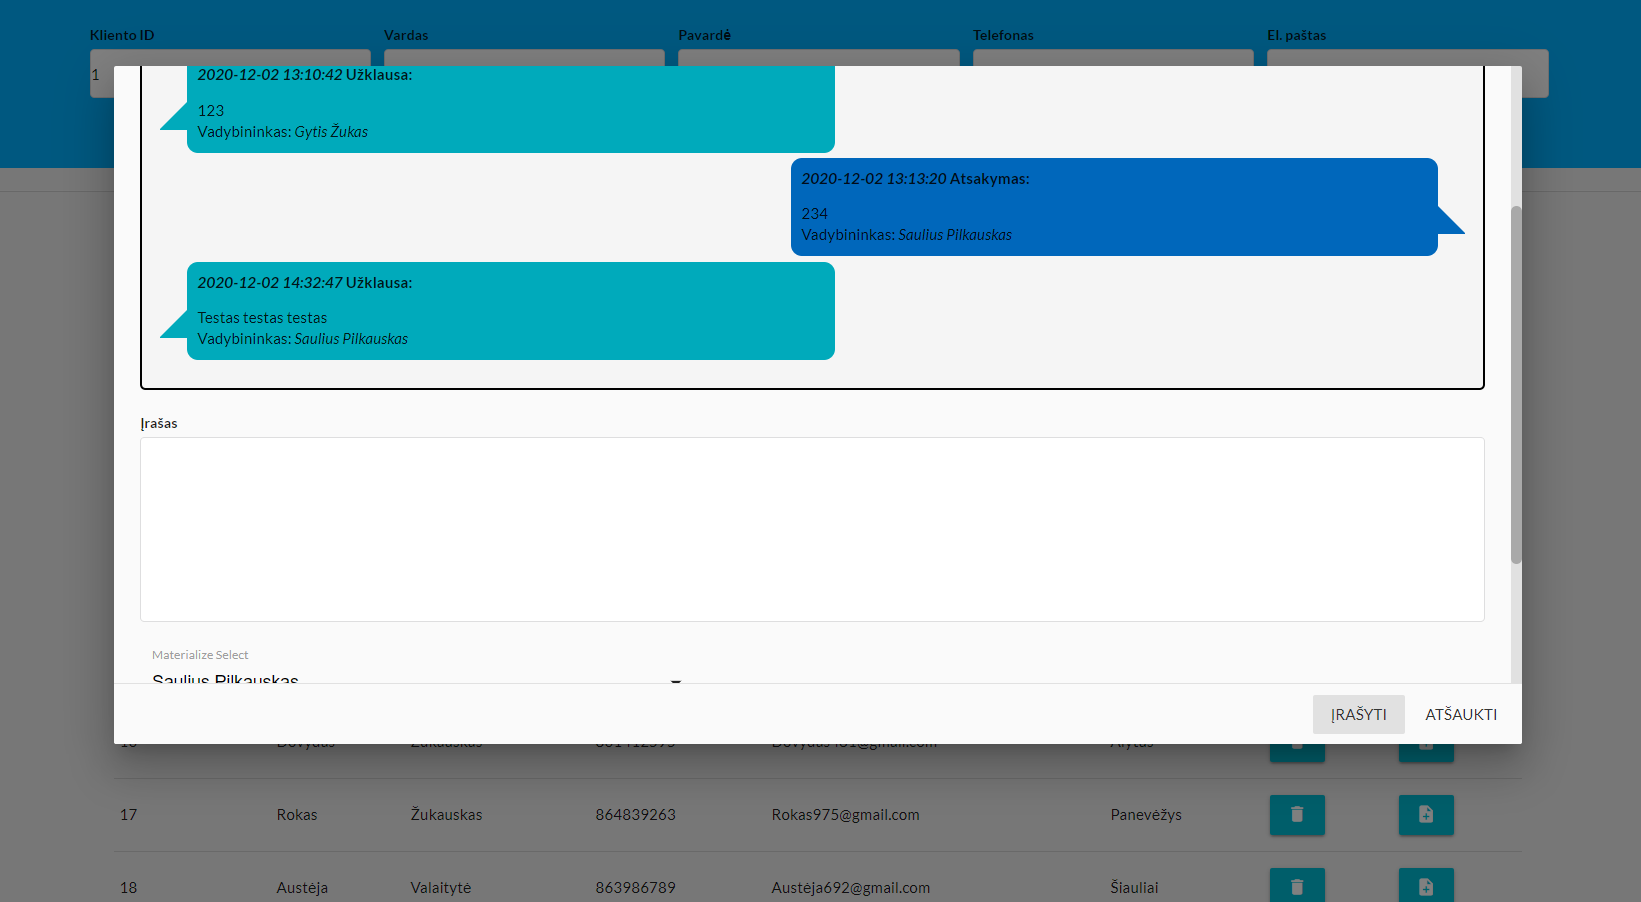 Kliento ID Vardas Pavardė Telefonas El. paštas
1
2020-12-02 13:10:42 Užklausa:
123
Vadybininkas: Gytis Žukas
2020-12-02 13:13:20 Atsakymas:
234
Vadybininkas: Saulius Pilkauskas
2020-12-02 14:32:47 Užklausa:
Testas testas testas
Vadybininkas: Saulius Pilkauskas
Įrašas
Materialize Select
Saulius Pilkauskas
ĮRAŠYTI ATŠAUKTI
17 Rokas Žukauskas 864839263 Rokas975@gmail.com Panevėžys
18 Austėja Valaitytė 863986789 Austėja692@gmail.com Šiauliai